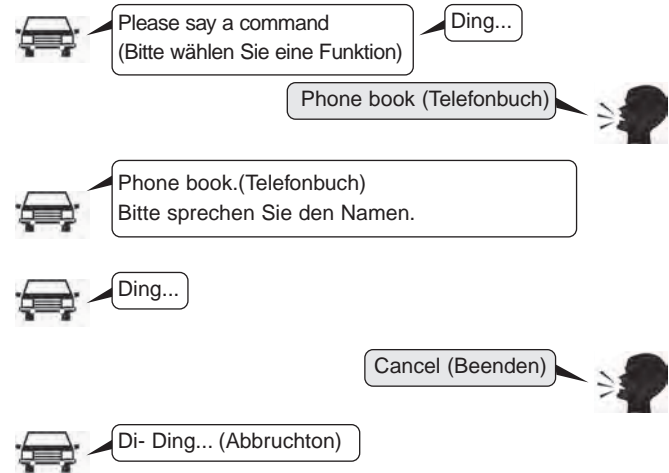 Please say a command
(Bitte wählen Sie eine Funktion)
Ding...
Phone book (Telefonbuch)
Phone book.(Telefonbuch)
Bitte sprechen Sie den Namen.
Ding...
Cancel (Beenden)
Di- Ding... (Abbruchton)